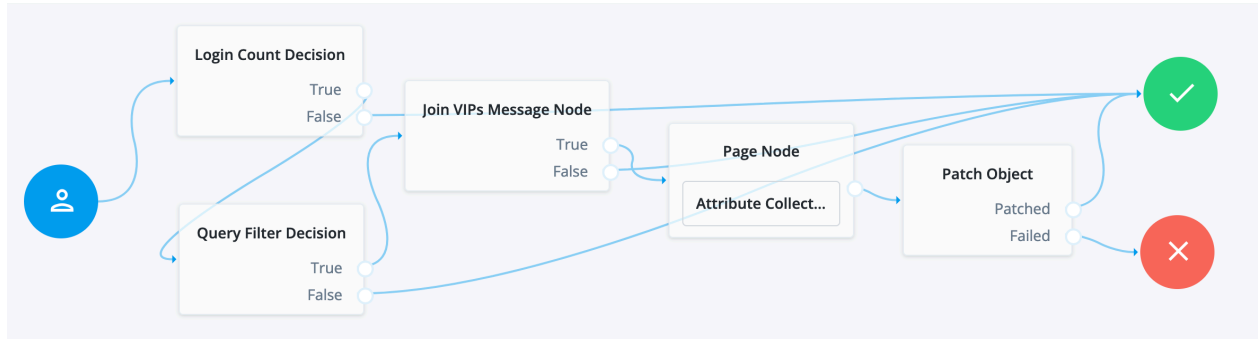 Login Count Decision
True
False
Query Filter Decision
True
False
Join VIPs Message Node
True
False
Page Node
Attribute Collect...
Patch Object
Patched
Failed